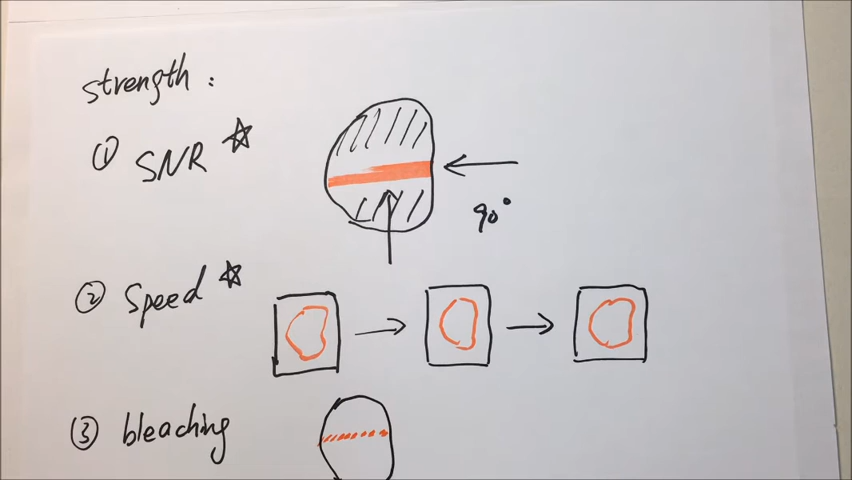 strength :
① SNR ☆
90°
② Speed ☆
③ bleaching